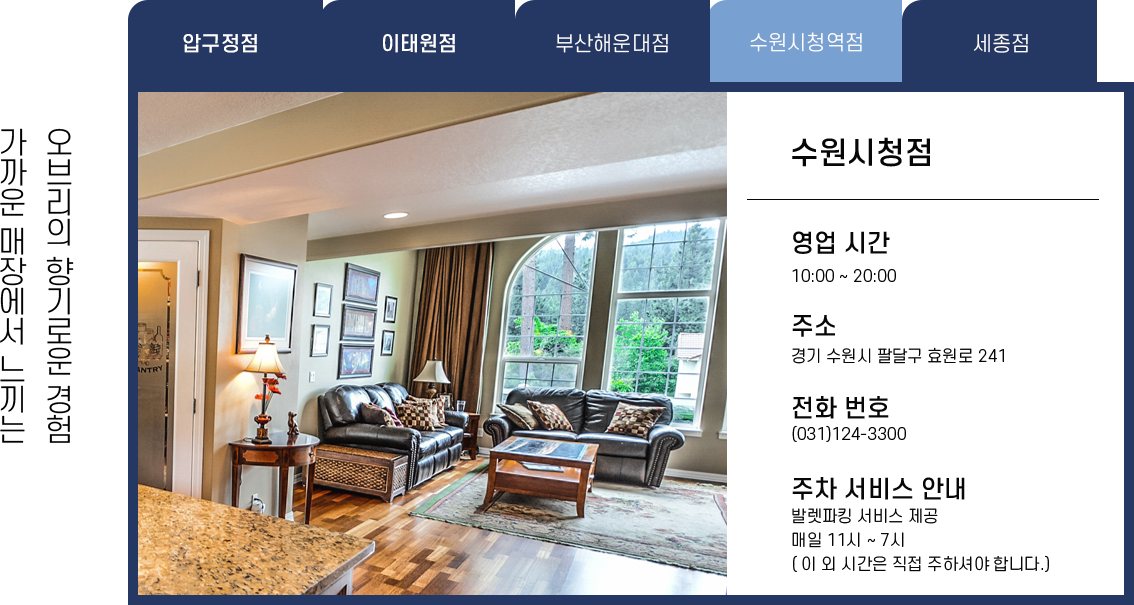 압구정점
이태원점
부산해운대점
수원시청역점
세종점
오브리의 향기로운 경험
가까운 매장에서 느끼는
ANTRY
수원시청점
영업 시간
10:00 ~ 20:00
주소
경기 수원시 팔달구 효원로 241
전화 번호
(031)124-3300
주차 서비스 안내
발렛파킹 서비스 제공
매일 11시 ~ 7시
( 이 외 시간은 직접 주하셔야 합니다.)